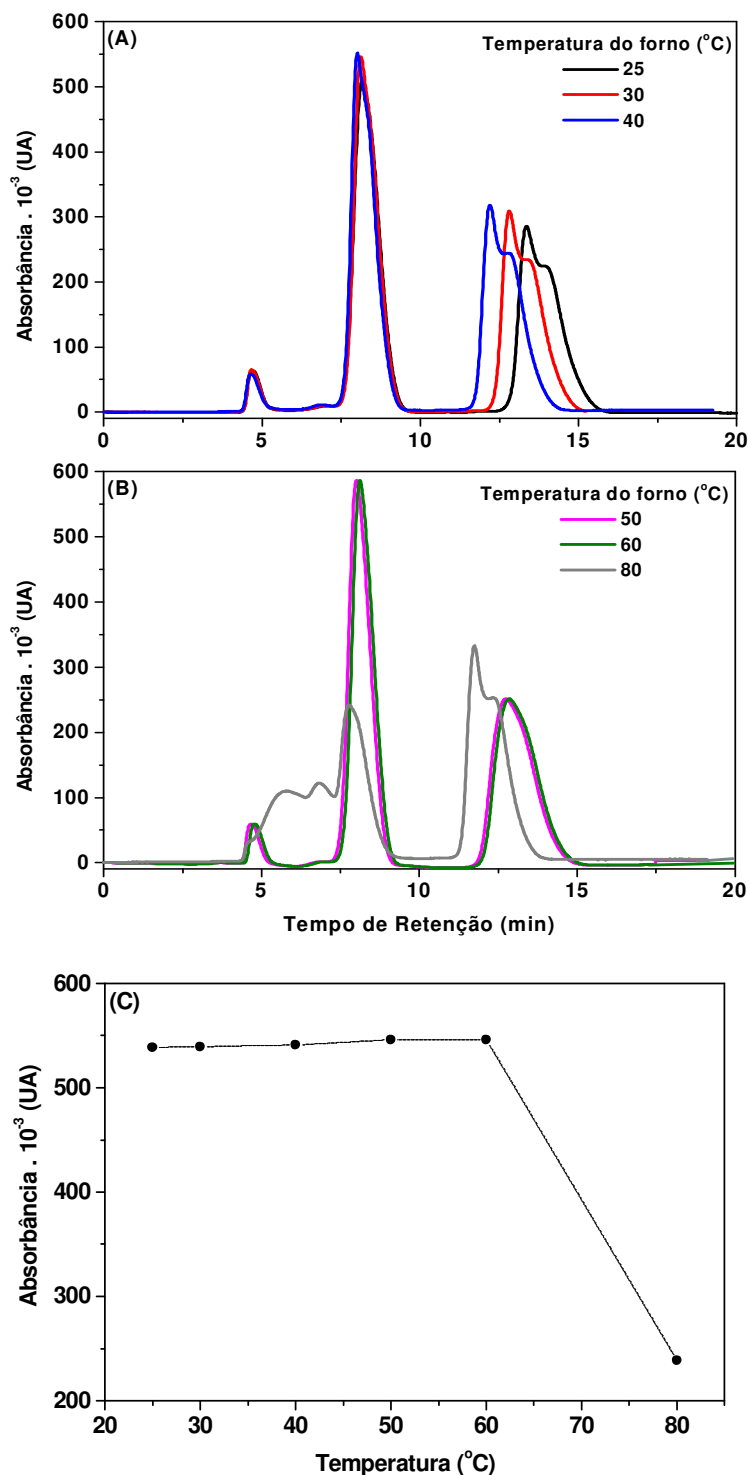 (A)
Temperatura do forno (°C)
25
30
40
Absorbância . 10⁻³ (UA)
600
500
400
300
200
100
0
0 5 10 15 20
(B)
Temperatura do forno (°C)
50
60
80
Absorbância . 10⁻³ (UA)
600
500
400
300
200
100
0
0 5 10 15 20
Tempo de Retenção (min)
(C)
Absorbância . 10⁻³ (UA)
600
500
400
300
200
20 30 40 50 60 70 80
Temperatura (°C)